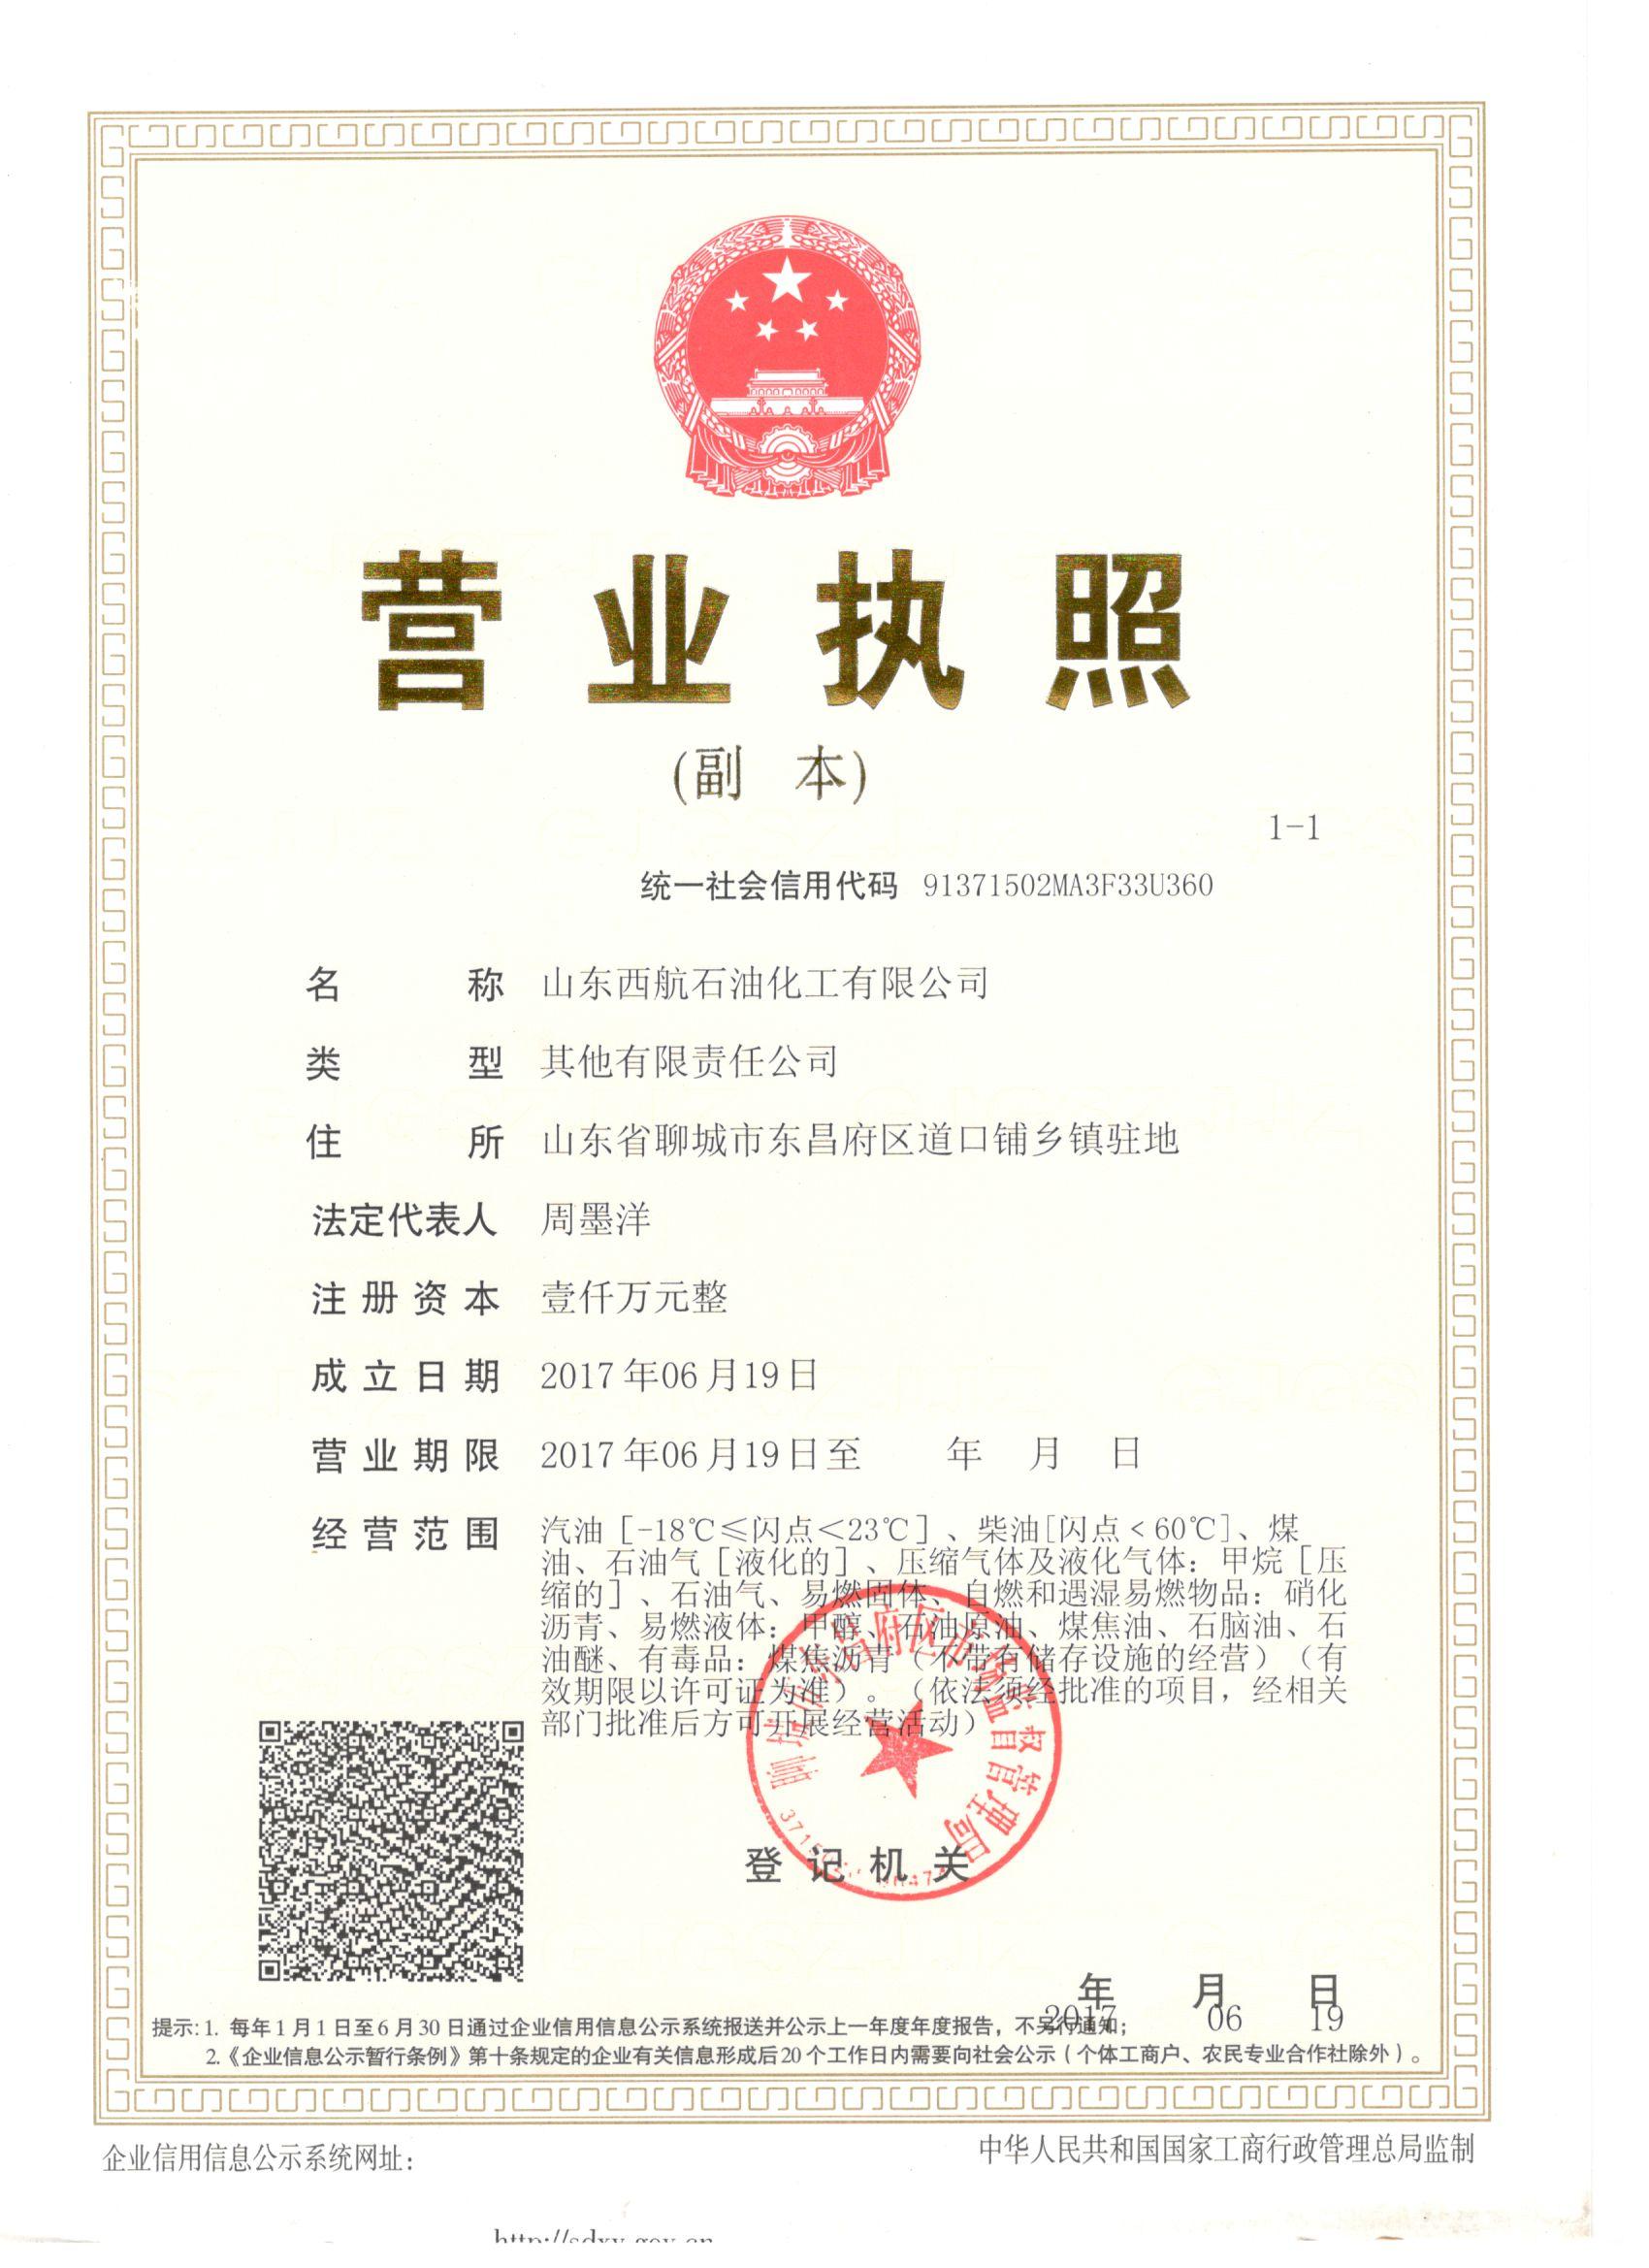 营业执照
(副 本)
1-1
统一社会信用代码 91371502MA3F33U360
名称 山东西航石油化工有限公司
类型 其他有限责任公司
住所 山东省聊城市东昌府区道口铺乡镇驻地
法定代表人 周墨洋
注册资本 壹仟万元整
成立日期 2017年06月19日
营业期限 2017年06月19日至 年 月 日
经营范围 汽油[-18℃≤闪点<23℃]、柴油[闪点<60℃]、煤
油、石油气[液化的]、压缩气体及液化气体：甲烷[压
缩的]、石油气、易燃固体、自燃和遇湿易燃物品：硝化
沥青、易燃液体：甲醇、石油原油、煤焦油、石脑油、石
油醚、有毒品：煤焦沥青（不带有储存设施的经营）（有
效期限以许可证为准）。（依法须经批准的项目，经相关
部门批准后方可开展经营活动）
聊城市东昌府区市场监督管理局
登记机关
年 月 日
2017 06 19
提示:1. 每年1月1日至6月30日通过企业信用信息公示系统报送并公示上一年度年度报告，不另行通知；
2.《企业信息公示暂行条例》第十条规定的企业有关信息形成后20个工作日内需要向社会公示（个体工商户、农民专业合作社除外）。
企业信用信息公示系统网址：
中华人民共和国国家工商行政管理总局监制
http://sdxy.gov.cn